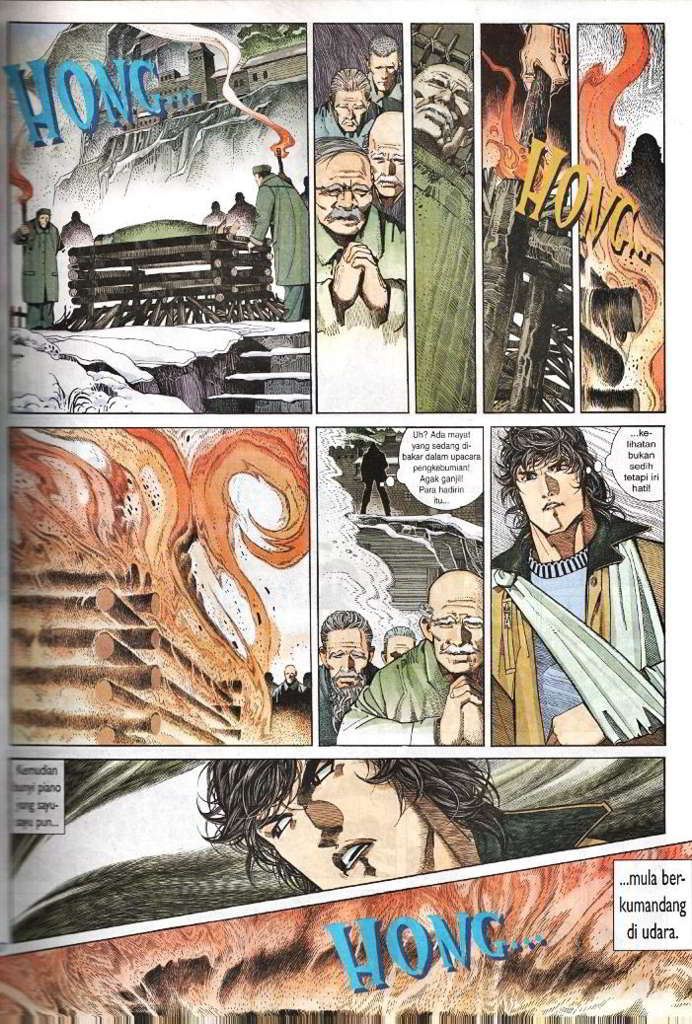 HONG...
HONG...
Uh? Ada mayat
yang sedang di-
bakar dalam upacara
pengkebumian!
Agak ganjil!
Para hadirin
itu...
...ke-
lihatan
bukan
sedih
tetapi iri
hati!
Kemudian
bunyi piano
yang sayu-
sayu pun...
...mula ber-
kumandang
di udara.
HONG...